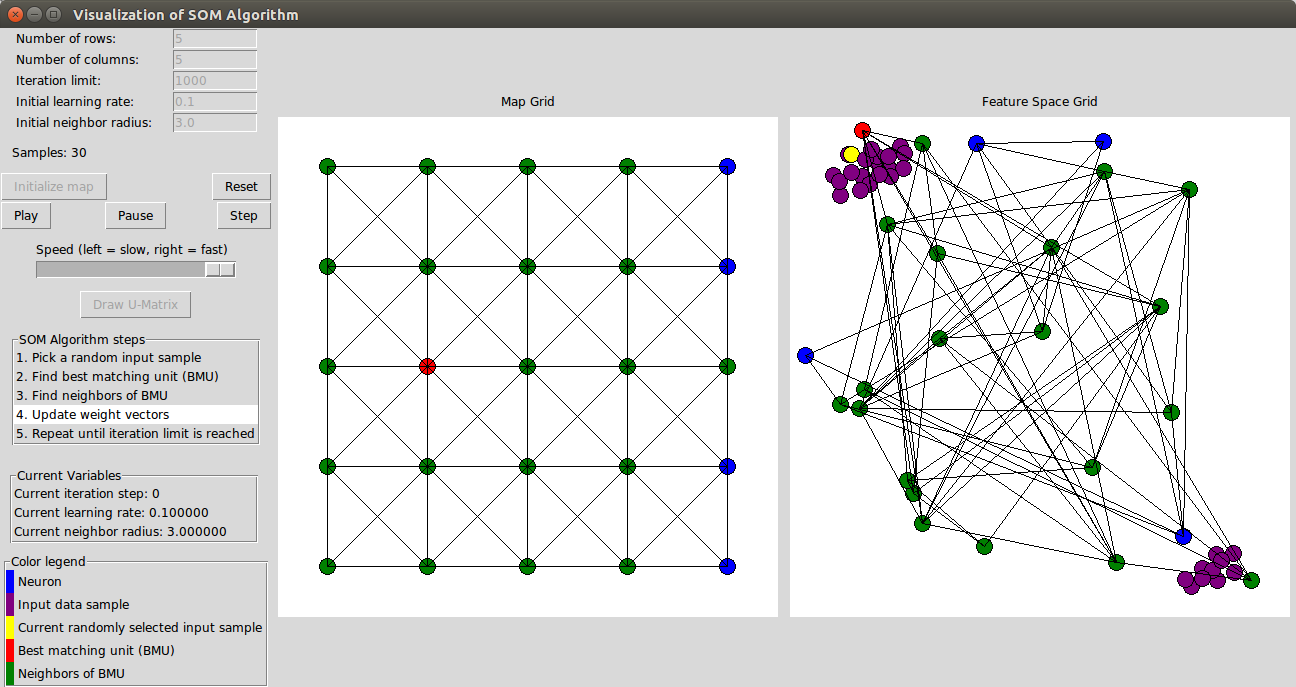 Visualization of SOM Algorithm
Number of rows: 5
Number of columns: 5
Iteration limit: 1000
Initial learning rate: 0.1
Initial neighbor radius: 3.0
Samples: 30
Initialize map Reset
Play Pause Step
Speed (left = slow, right = fast)
Draw U-Matrix
SOM Algorithm steps
1. Pick a random input sample
2. Find best matching unit (BMU)
3. Find neighbors of BMU
4. Update weight vectors
5. Repeat until iteration limit is reached
Current Variables
Current iteration step: 0
Current learning rate: 0.100000
Current neighbor radius: 3.000000
Color legend
Neuron
Input data sample
Current randomly selected input sample
Best matching unit (BMU)
Neighbors of BMU
Map Grid
Feature Space Grid